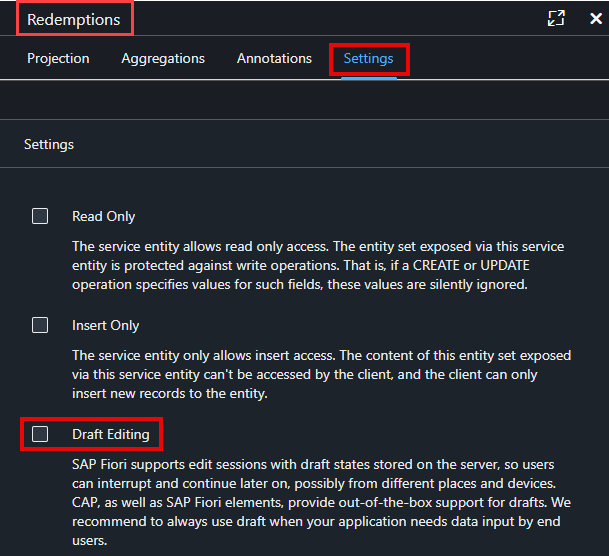 Redemptions
Projection Aggregations Annotations Settings
Settings
Read Only
The service entity allows read only access. The entity set exposed via this service
entity is protected against write operations. That is, if a CREATE or UPDATE
operation specifies values for such fields, these values are silently ignored.
Insert Only
The service entity only allows insert access. The content of this entity set exposed
via this service entity can't be accessed by the client, and the client can only
insert new records to the entity.
Draft Editing
SAP Fiori supports edit sessions with draft states stored on the server, so users
can interrupt and continue later on, possibly from different places and devices.
CAP, as well as SAP Fiori elements, provide out-of-the-box support for drafts. We
recommend to always use draft when your application needs data input by end
users.